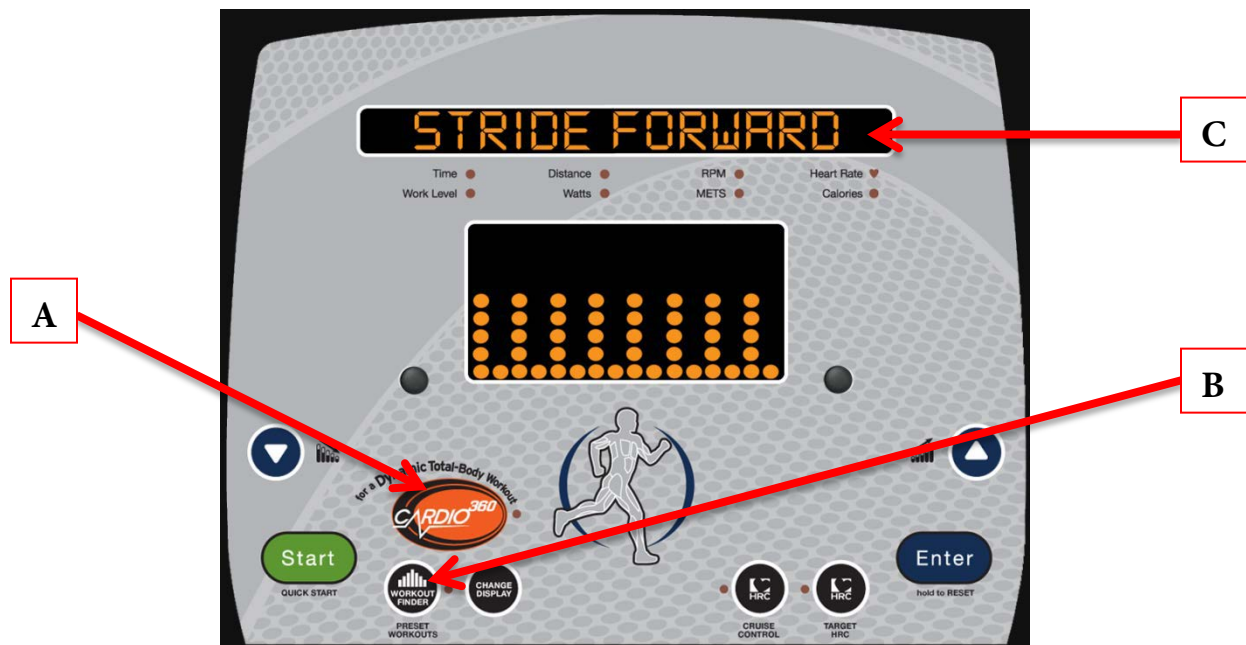 STRIDE FORWARD
C
Time Distance RPM Heart Rate
Work Level Watts METS Calories
A
B
for a Dynamic Total-Body Workout
CARDIO 360
Start
QUICK START
WORKOUT
FINDER
PRESET
WORKOUTS
CHANGE
DISPLAY
HRC
CRUISE
CONTROL
HRC
TARGET
HRC
Enter
hold to RESET